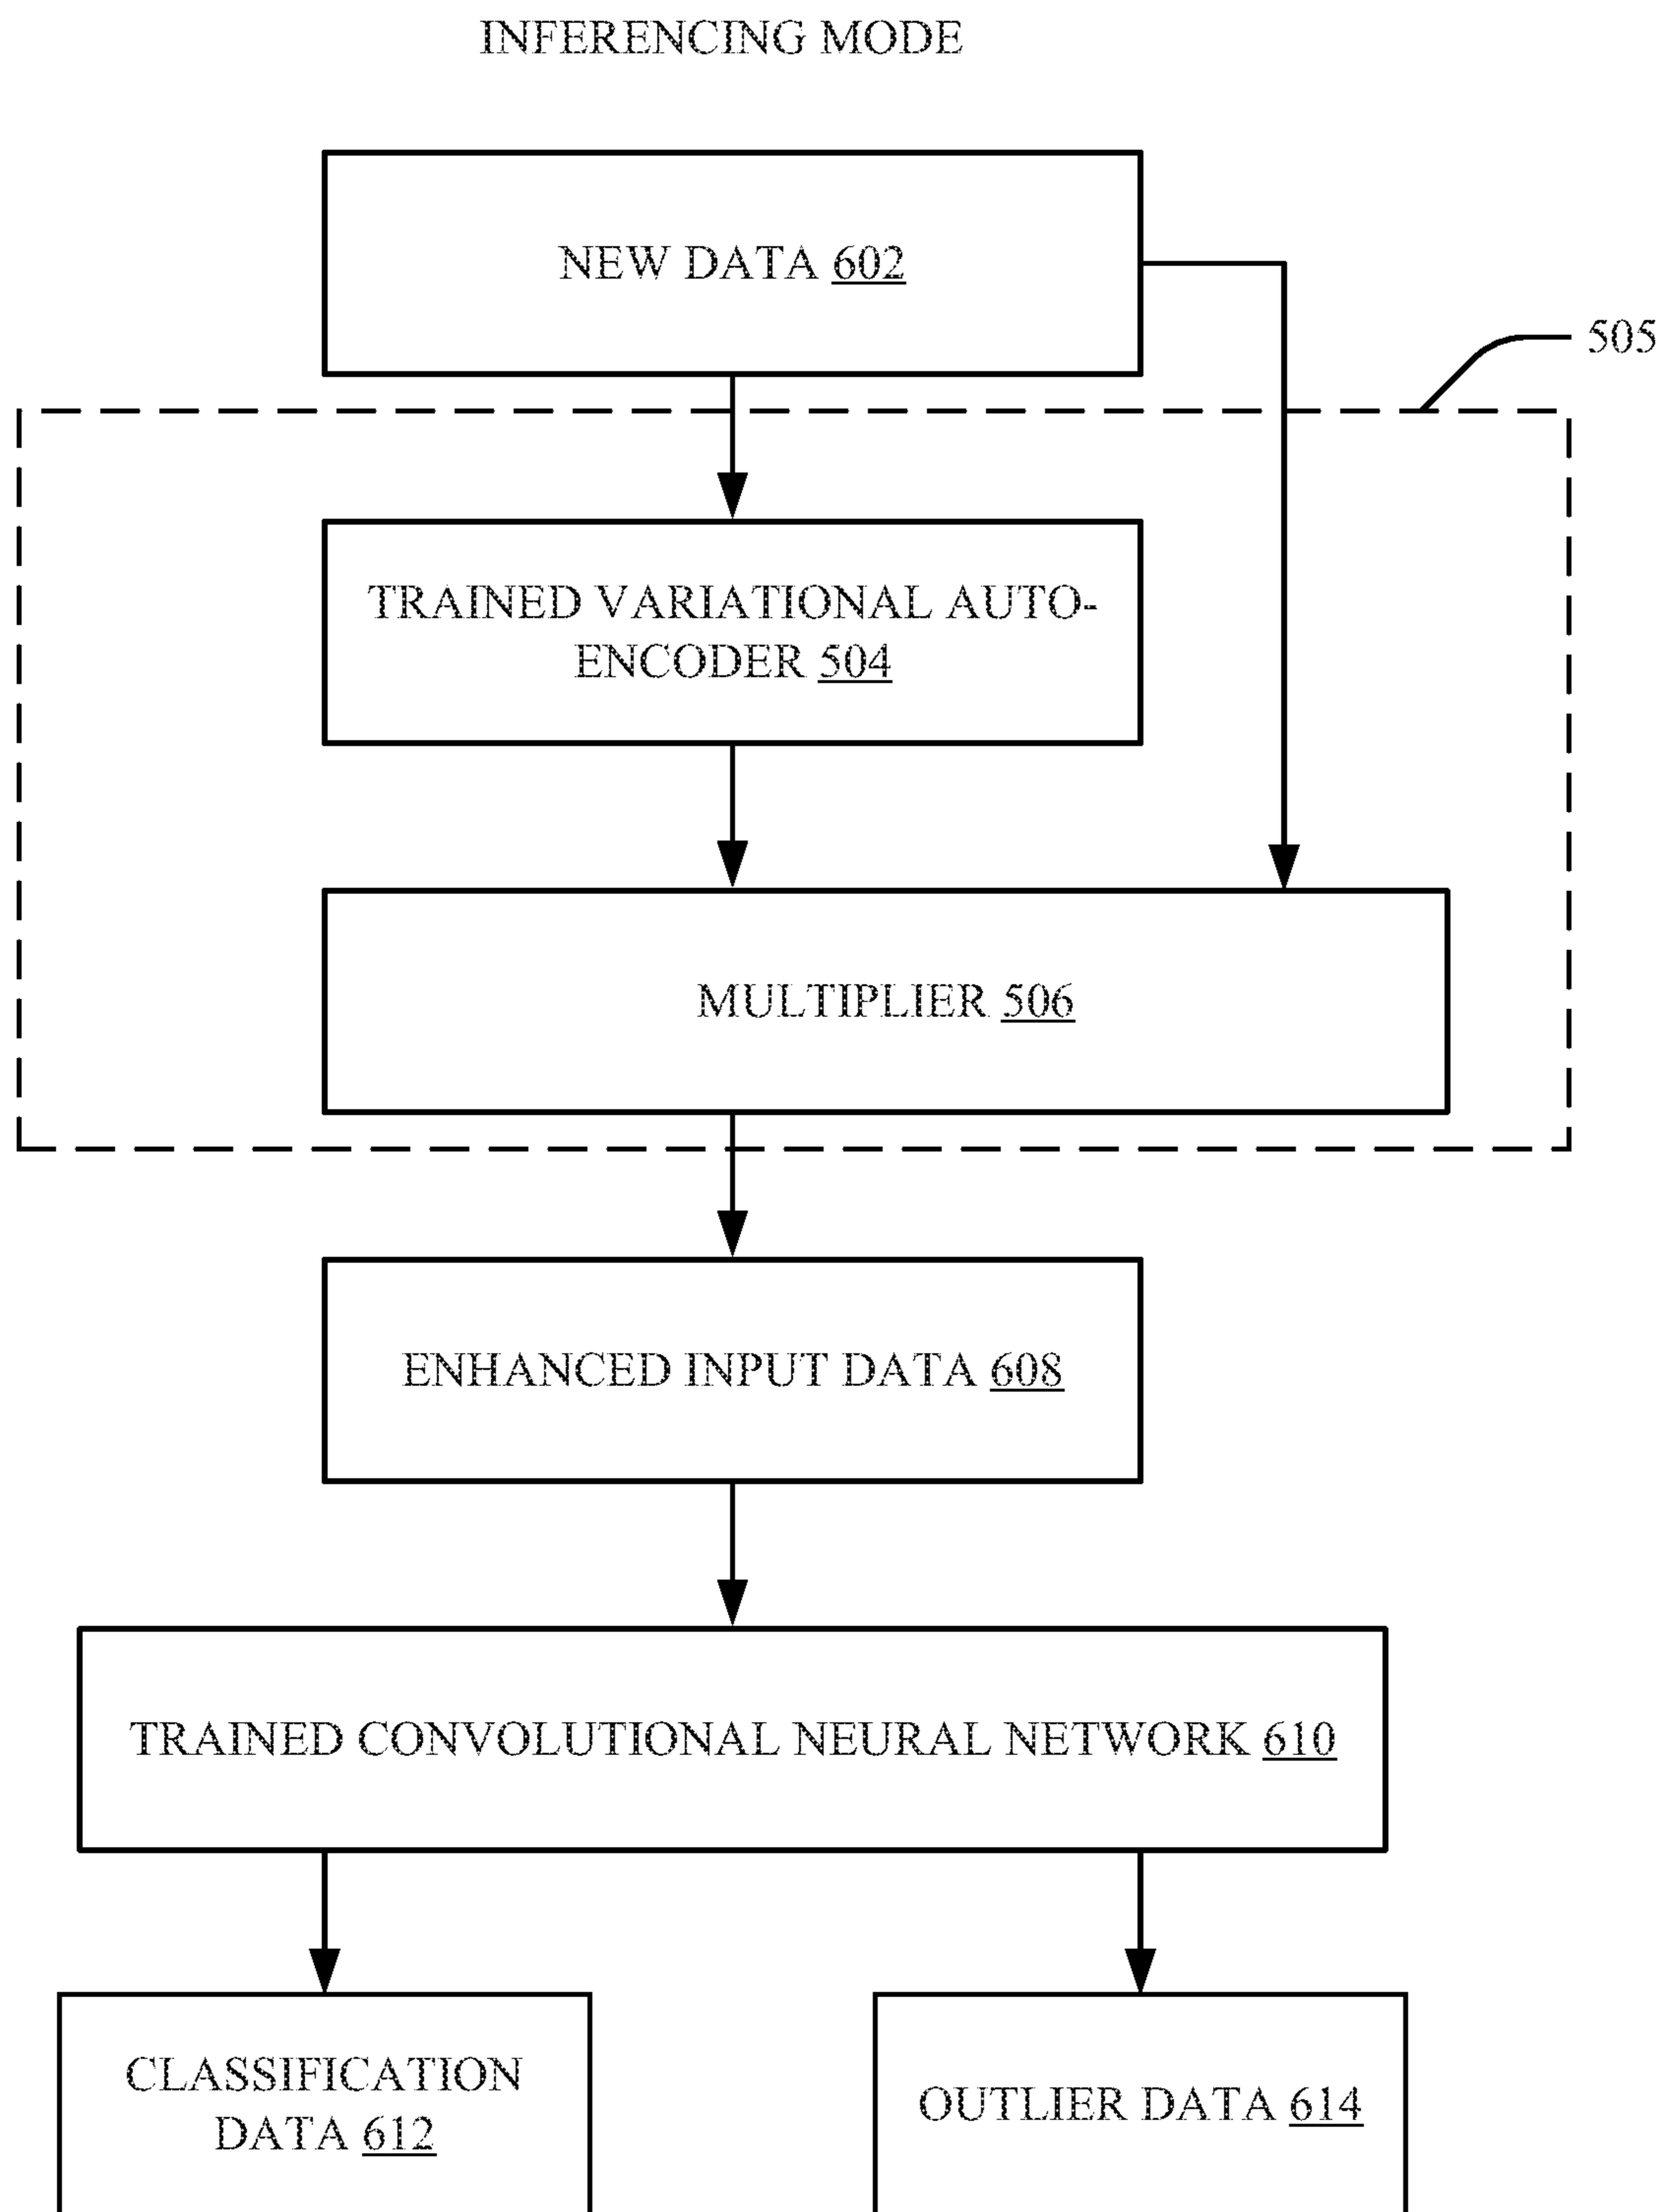 INFERENCING MODE
NEW DATA 602
505
TRAINED VARIATIONAL AUTO-
ENCODER 504
MULTIPLIER 506
ENHANCED INPUT DATA 608
TRAINED CONVOLUTIONAL NEURAL NETWORK 610
CLASSIFICATION
DATA 612
OUTLIER DATA 614